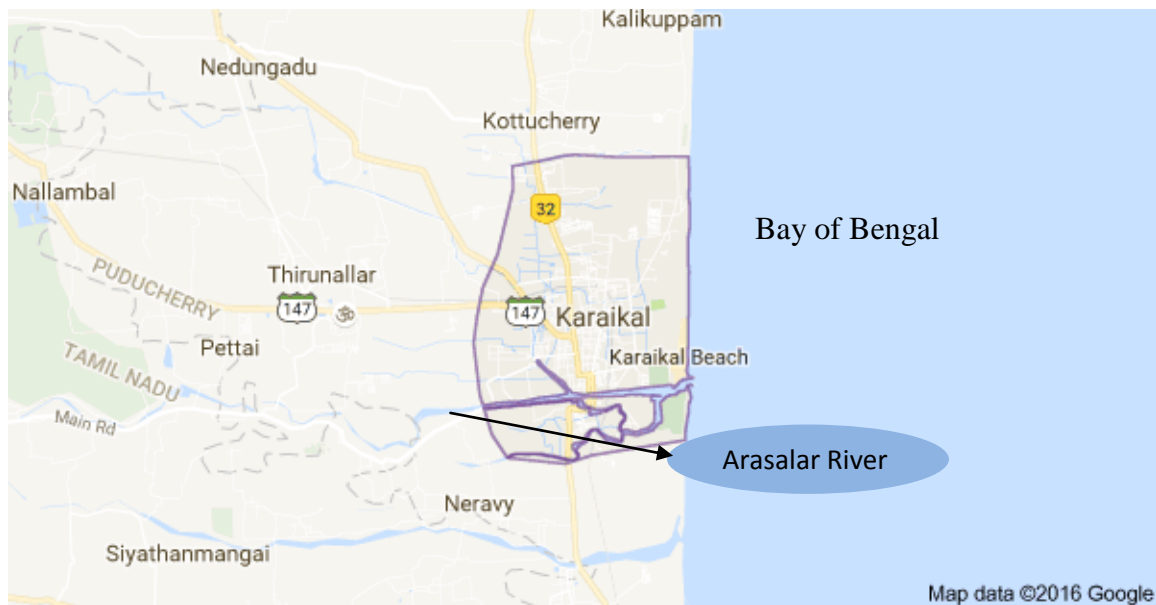 Kalikuppam
Nedungadu
Kottucherry
Nallambal
32
Bay of Bengal
PUDUCHERRY
Thirunallar
147
147
Karaikal
Pettai
TAMIL NADU
Karaikal Beach
Main Rd
Arasalar River
Neravy
Siyathanmangai
Map data ©2016 Google